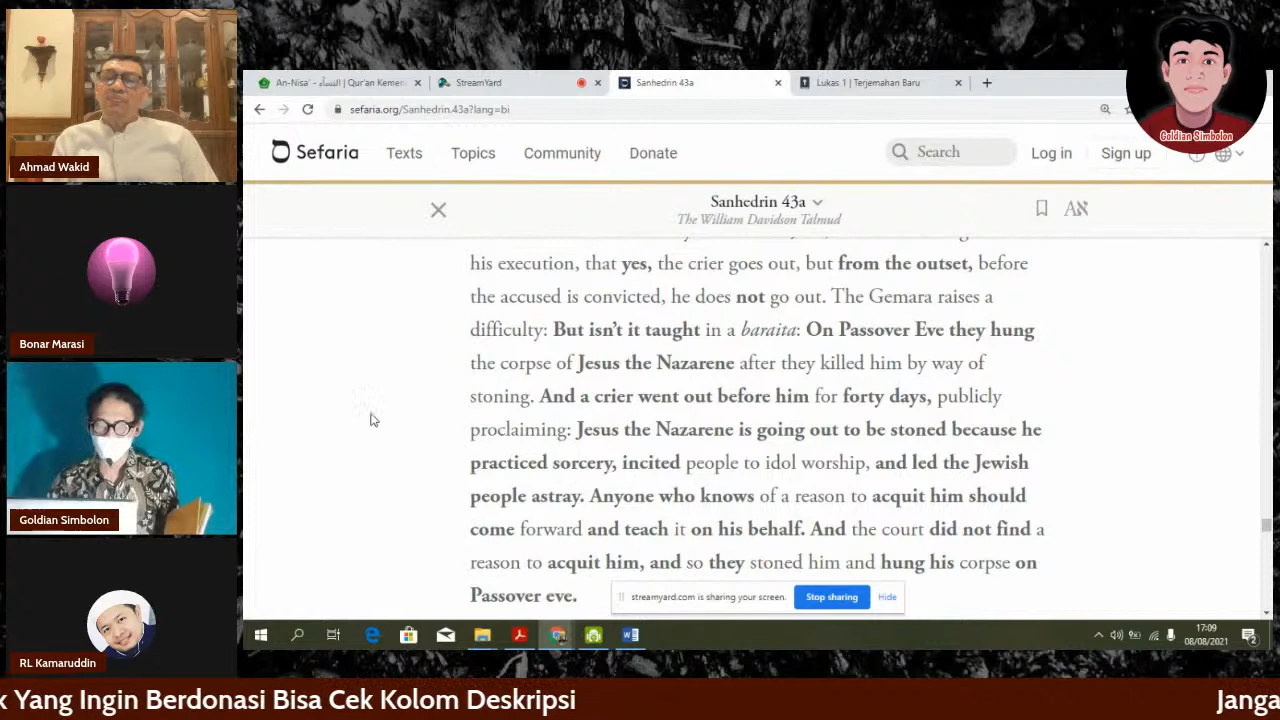 Ahmad Wakid
Bonar Marasi
Goldian Simbolon
RL Kamaruddin
Goldian Simbolon
An-Nisa' - النساۤء | Qur'an Kemen
StreamYard
Sanhedrin 43a
Lukas 1 | Terjemahan Baru
sefaria.org/Sanhedrin.43a?lang=bi
Sefaria
Texts
Topics
Community
Donate
Search
Log in
Sign up
Sanhedrin 43a
The William Davidson Talmud
Aא
his execution, that yes, the crier goes out, but from the outset, before
the accused is convicted, he does not go out. The Gemara raises a
difficulty: But isn't it taught in a baraita: On Passover Eve they hung
the corpse of Jesus the Nazarene after they killed him by way of
stoning. And a crier went out before him for forty days, publicly
proclaiming: Jesus the Nazarene is going out to be stoned because he
practiced sorcery, incited people to idol worship, and led the Jewish
people astray. Anyone who knows of a reason to acquit him should
come forward and teach it on his behalf. And the court did not find a
reason to acquit him, and so they stoned him and hung his corpse on
Passover eve.
streamyard.com is sharing your screen.
Stop sharing
Hide
17:09
08/08/2021
2
k Yang Ingin Berdonasi Bisa Cek Kolom Deskripsi
Janga